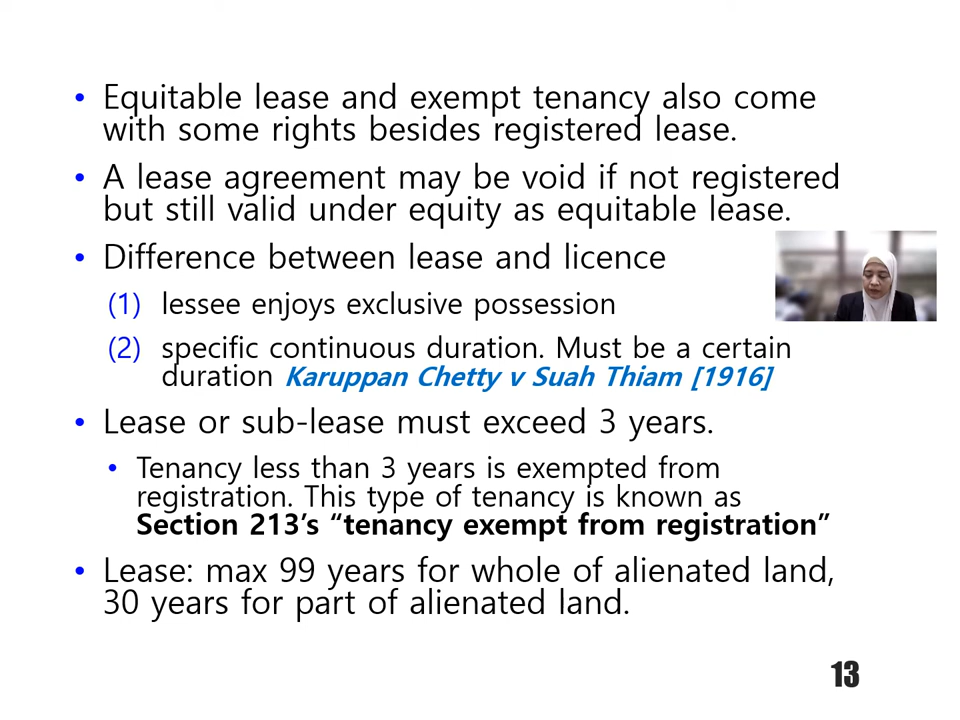 • Equitable lease and exempt tenancy also come
with some rights besides registered lease.
• A lease agreement may be void if not registered
but still valid under equity as equitable lease.
• Difference between lease and licence
(1) lessee enjoys exclusive possession
(2) specific continuous duration. Must be a certain
duration Karuppan Chetty v Suah Thiam [1916]
• Lease or sub-lease must exceed 3 years.
• Tenancy less than 3 years is exempted from
registration. This type of tenancy is known as
Section 213’s “tenancy exempt from registration”
• Lease: max 99 years for whole of alienated land,
30 years for part of alienated land.
13